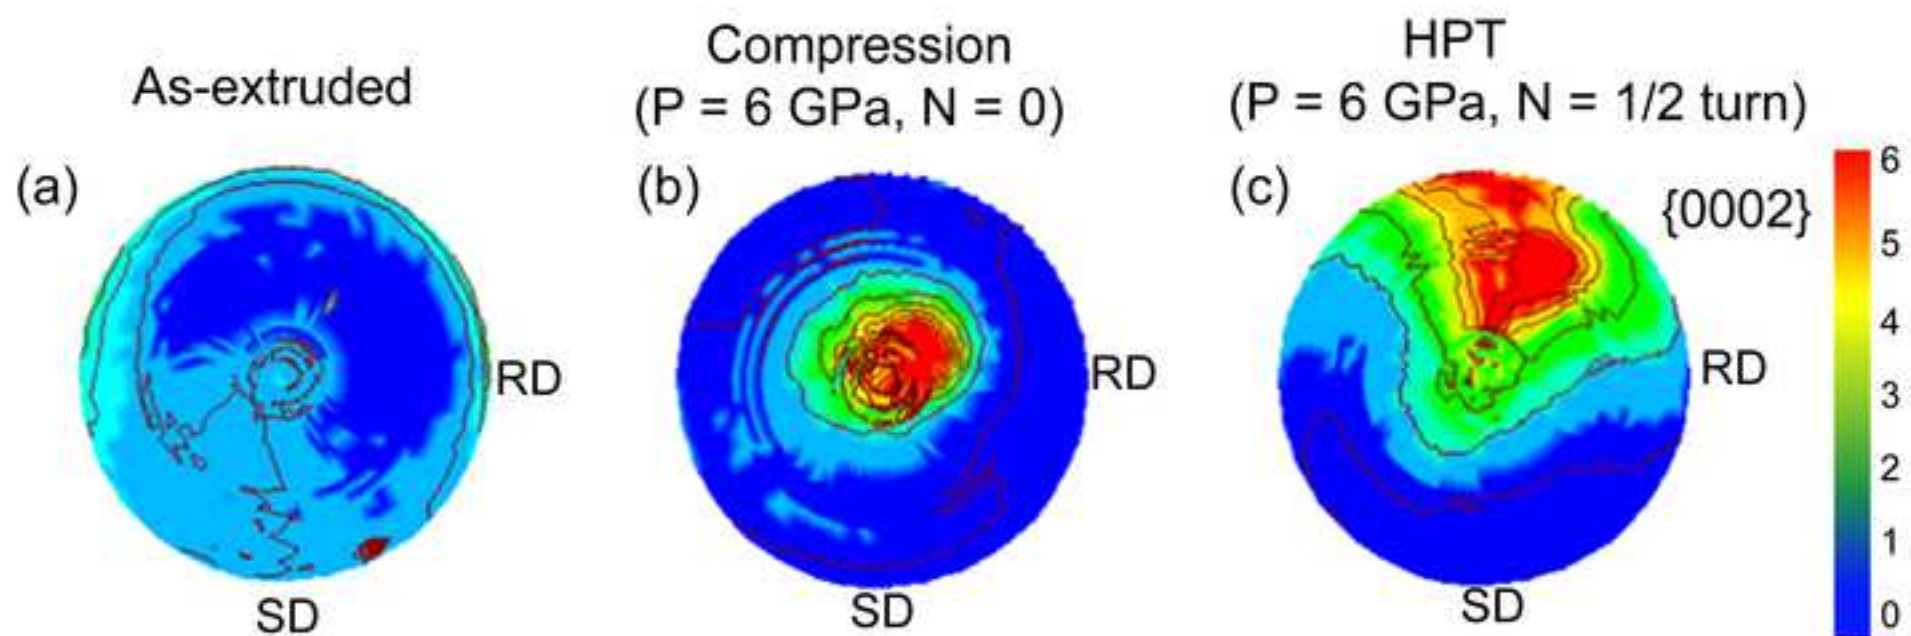 As-extruded
Compression
(P = 6 GPa, N = 0)
HPT
(P = 6 GPa, N = 1/2 turn)
(a)
(b)
(c)
{0002}
6
5
4
3
2
1
0
RD
RD
RD
SD
SD
SD